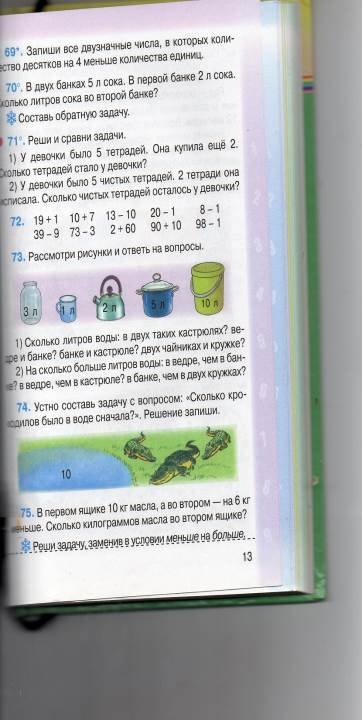 69*. Запиши все двузначные числа, в которых коли-
ество десятков на 4 меньше количества единиц.
70°. В двух банках 5 л сока. В первой банке 2 л сока.
колько литров сока во второй банке?
Составь обратную задачу.
71°. Реши и сравни задачи.
1) У девочки было 5 тетрадей. Она купила ещё 2.
колько тетрадей стало у девочки?
2) У девочки было 5 чистых тетрадей. 2 тетради она
списала. Сколько чистых тетрадей осталось у девочки?
72. 19 + 1 10 + 7 13 − 10 20 − 1 8 − 1
39 − 9 73 − 3 2 + 60 90 + 10 98 − 1
73. Рассмотри рисунки и ответь на вопросы.
3 л 1 л 2 л 5 л 10 л
1) Сколько литров воды: в двух таких кастрюлях? ве-
дре и банке? банке и кастрюле? двух чайниках и кружке?
2) На сколько больше литров воды: в ведре, чем в бан-
ке? в ведре, чем в кастрюле? в банке, чем в двух кружках?
74. Устно составь задачу с вопросом: «Сколько кро-
кодилов было в воде сначала?». Решение запиши.
10
75. В первом ящике 10 кг масла, а во втором — на 6 кг
меньше. Сколько килограммов масла во втором ящике?
Реши задачу, заменив в условии меньше на больше.
13